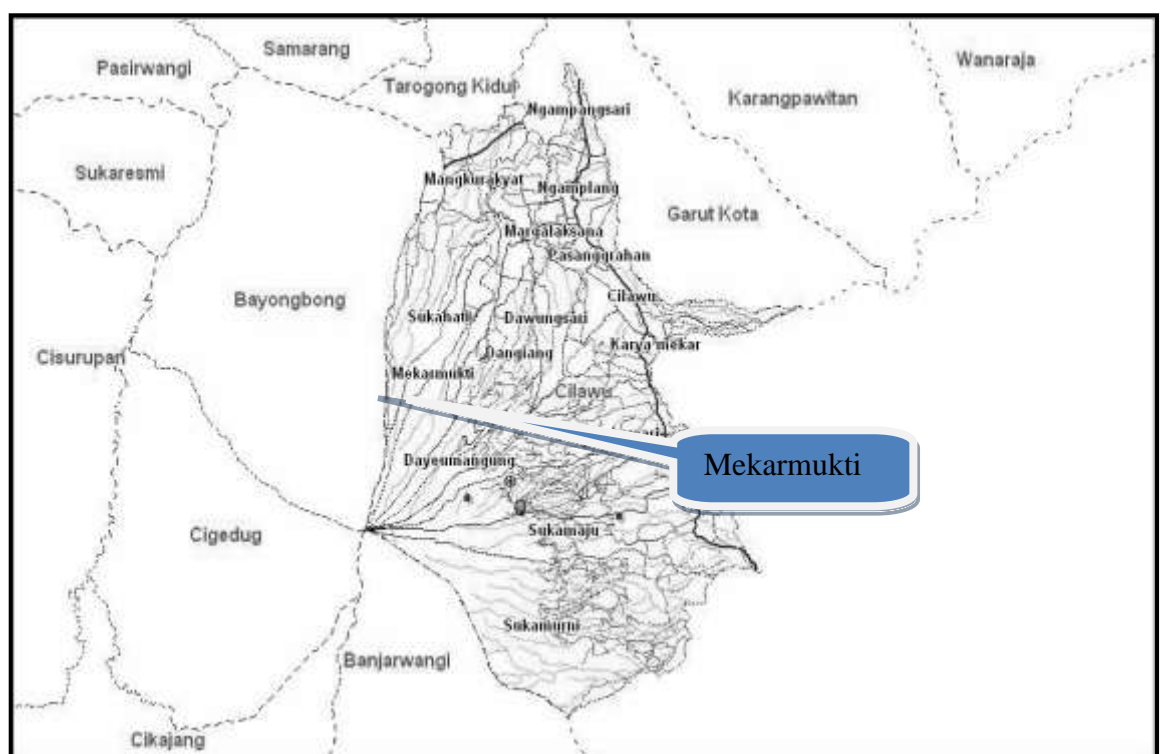 Samarang
Wanaraja
Pasirwangi
Tarogong Kidul
Karangpawitan
Ngampangsari
Sukaresmi
Mangkurakyat
Ngamplang
Garut Kota
Margalaksana
Pasanggrahan
Bayongbong
Cilawu
Sukahati
Dawungsari
Karya mekar
Cisurupan
Dangiang
Mekarmukti
Cilawu
Dayeumangung
Mekarmukti
Cigedug
Sukamaju
Sukamurni
Banjarwangi
Cikajang